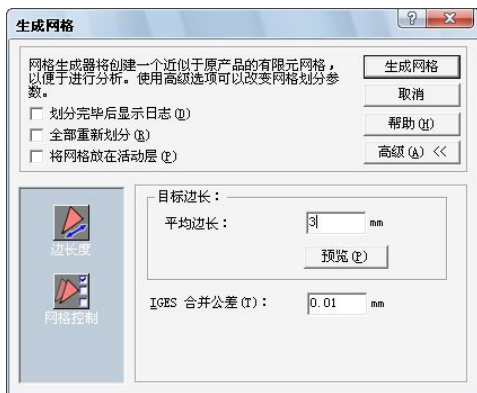 生成网格
网格生成器将创建一个近似于原产品的有限元网格，
以便于进行分析。使用高级选项可以改变网格划分参
数。
划分完毕后显示日志(D)
全部重新划分(R)
将网格放在活动层(P)
生成网格
取消
帮助(H)
高级(A) <<
边长度
网格控制
目标边长：
平均边长：
3
mm
预览(P)
IGES 合并公差(T)：
0.01
mm